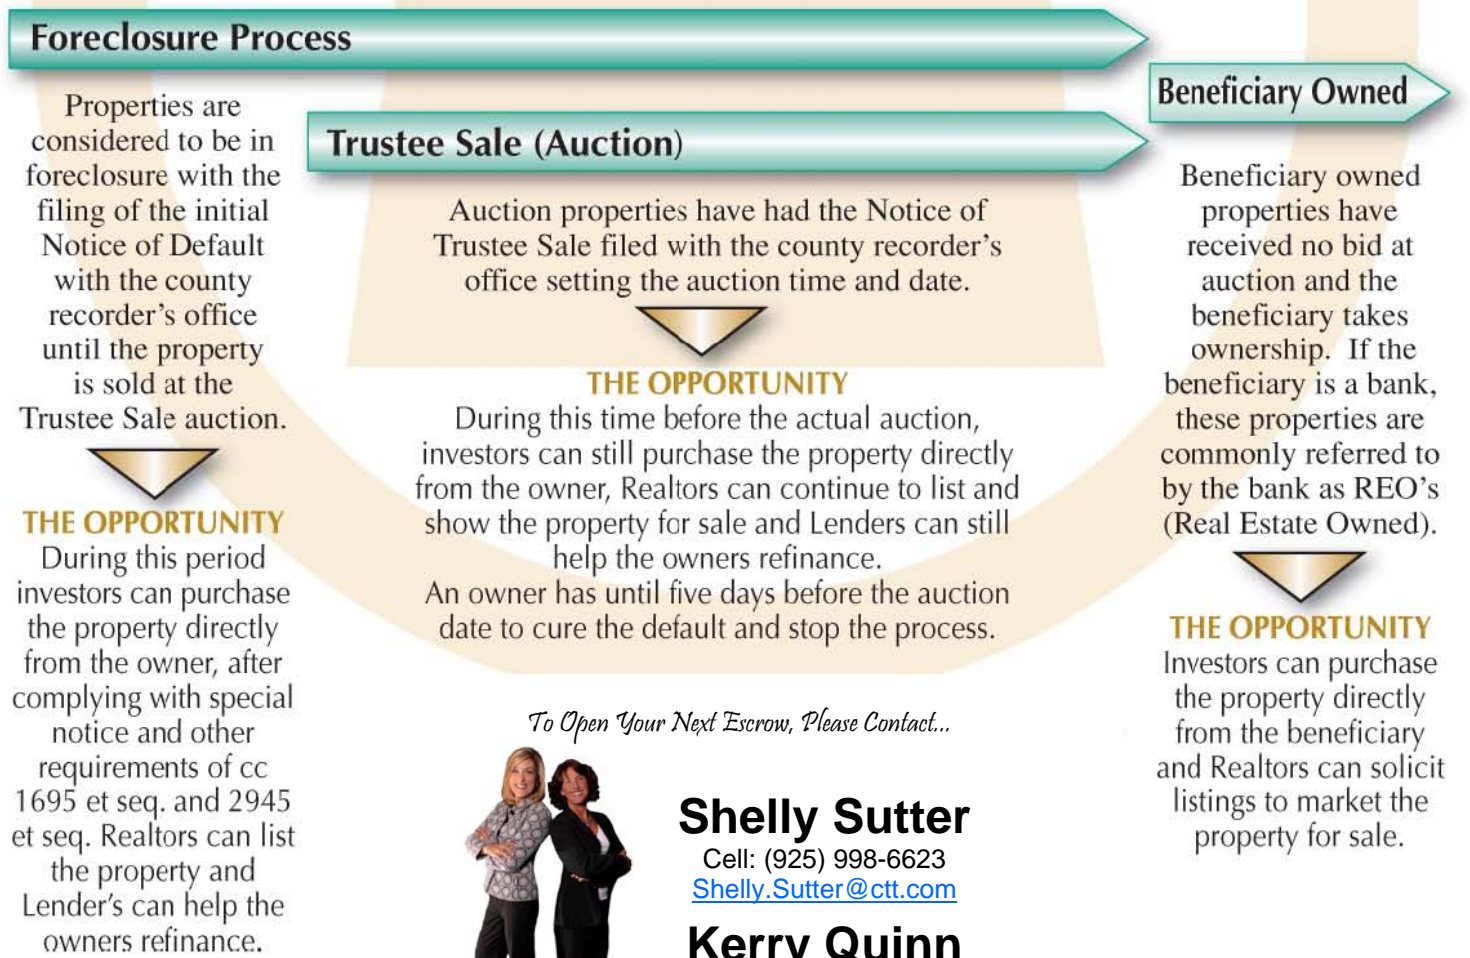 Foreclosure Process
Properties are
considered to be in
foreclosure with the
filing of the initial
Notice of Default
with the county
recorder's office
until the property
is sold at the
Trustee Sale auction.
THE OPPORTUNITY
During this period
investors can purchase
the property directly
from the owner, after
complying with special
notice and other
requirements of cc
1695 et seq. and 2945
et seq. Realtors can list
the property and
Lender's can help the
owners refinance.
Trustee Sale (Auction)
Auction properties have had the Notice of
Trustee Sale filed with the county recorder's
office setting the auction time and date.
THE OPPORTUNITY
During this time before the actual auction,
investors can still purchase the property directly
from the owner, Realtors can continue to list and
show the property for sale and Lenders can still
help the owners refinance.
An owner has until five days before the auction
date to cure the default and stop the process.
Beneficiary Owned
Beneficiary owned
properties have
received no bid at
auction and the
beneficiary takes
ownership. If the
beneficiary is a bank,
these properties are
commonly referred to
by the bank as REO's
(Real Estate Owned).
THE OPPORTUNITY
Investors can purchase
the property directly
from the beneficiary
and Realtors can solicit
listings to market the
property for sale.
To Open Your Next Escrow, Please Contact...
Shelly Sutter
Cell: (925) 998-6623
Shelly.Sutter@ctt.com
Kerry Quinn